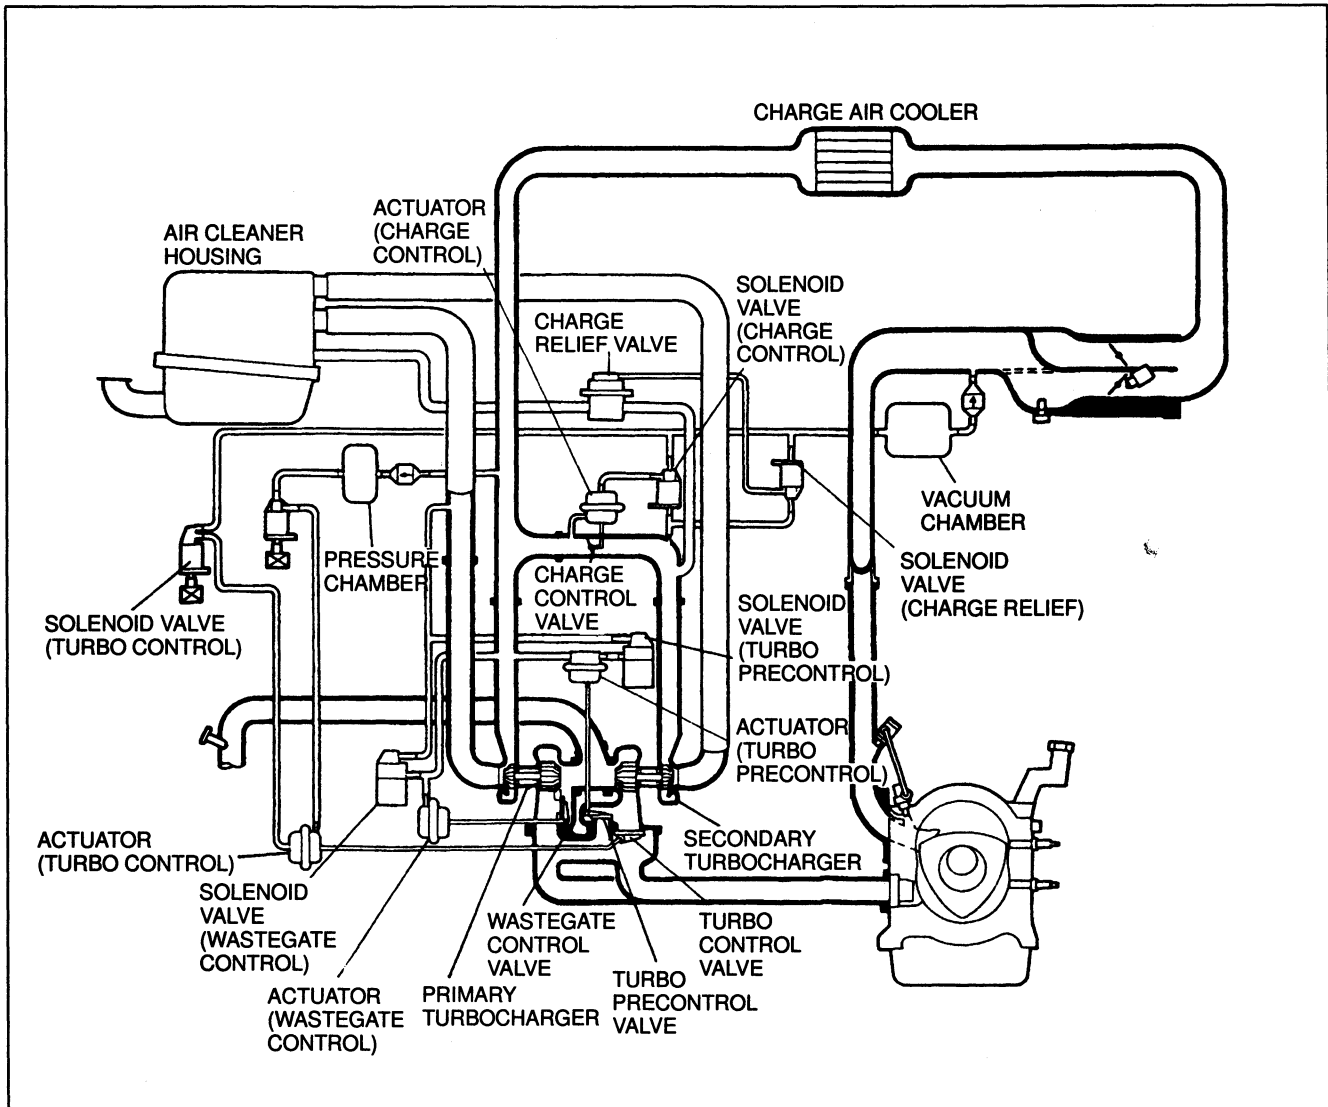 CHARGE AIR COOLER
ACTUATOR
(CHARGE
CONTROL)
AIR CLEANER
HOUSING
SOLENOID
VALVE
(CHARGE
CONTROL)
CHARGE
RELIEF VALVE
VACUUM
CHAMBER
PRESSURE
CHAMBER
CHARGE
CONTROL
VALVE
SOLENOID
VALVE
(CHARGE RELIEF)
SOLENOID VALVE
(TURBO CONTROL)
SOLENOID
VALVE
(TURBO
PRECONTROL)
ACTUATOR
(TURBO
PRECONTROL)
ACTUATOR
(TURBO CONTROL)
SECONDARY
TURBOCHARGER
SOLENOID
VALVE
(WASTEGATE
CONTROL)
WASTEGATE
CONTROL
VALVE
TURBO
CONTROL
VALVE
ACTUATOR
(WASTEGATE
CONTROL)
PRIMARY
TURBOCHARGER
TURBO
PRECONTROL
VALVE